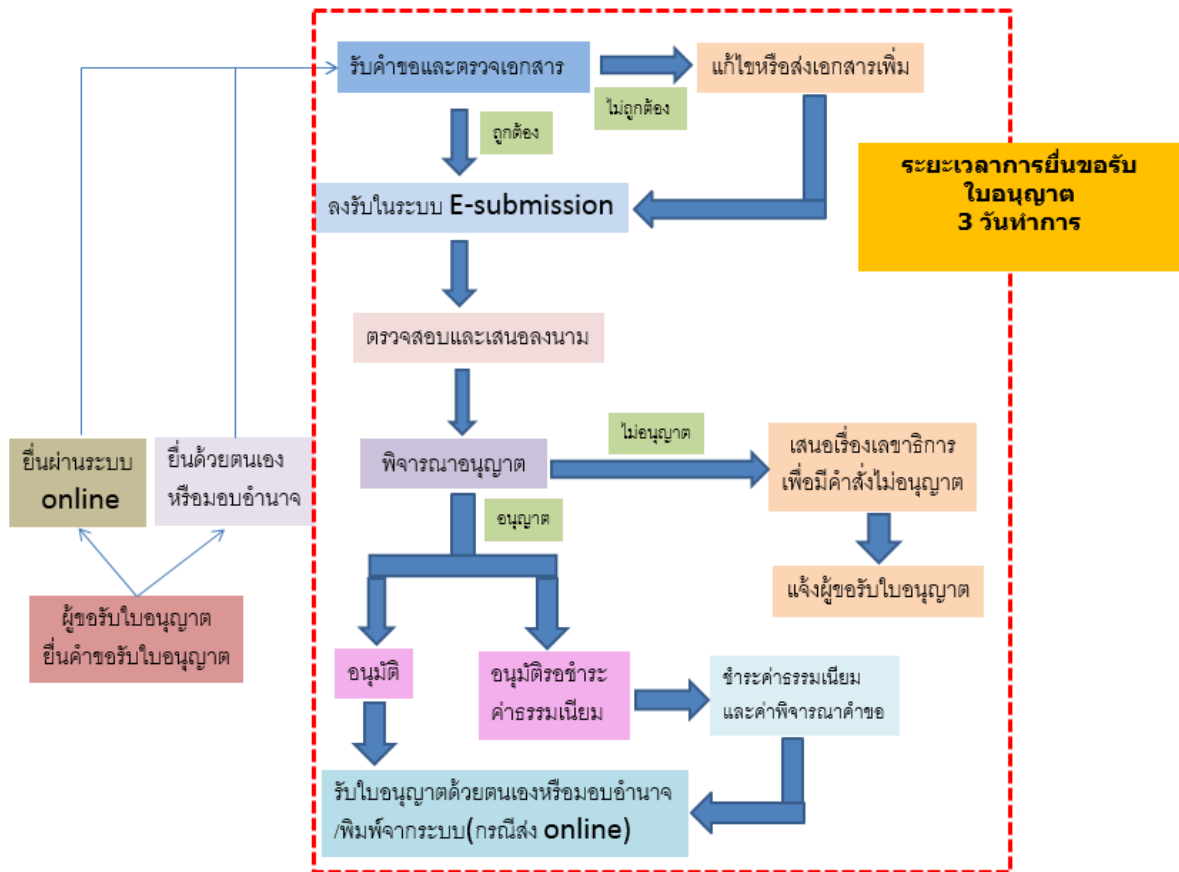 รับคำขอและตรวจเอกสาร
แก้ไขหรือส่งเอกสารเพิ่ม
ไม่ถูกต้อง
ถูกต้อง
ระยะเวลาการยื่นขอรับ
ใบอนุญาต
3 วันทำการ
ลงรับในระบบ E-submission
ตรวจสอบและเสนอลงนาม
ยื่นผ่านระบบ
online
ยื่นด้วยตนเอง
หรือมอบอำนาจ
พิจารณาอนุญาต
ไม่อนุญาต
เสนอเรื่องเลขาธิการ
เพื่อมีคำสั่งไม่อนุญาต
อนุญาต
แจ้งผู้ขอรับใบอนุญาต
ผู้ขอรับใบอนุญาต
ยื่นคำขอรับใบอนุญาต
อนุมัติ
อนุมัติรอชำระ
ค่าธรรมเนียม
ชำระค่าธรรมเนียม
และค่าพิจารณาคำขอ
รับใบอนุญาตด้วยตนเองหรือมอบอำนาจ
/พิมพ์จากระบบ(กรณีส่ง online)